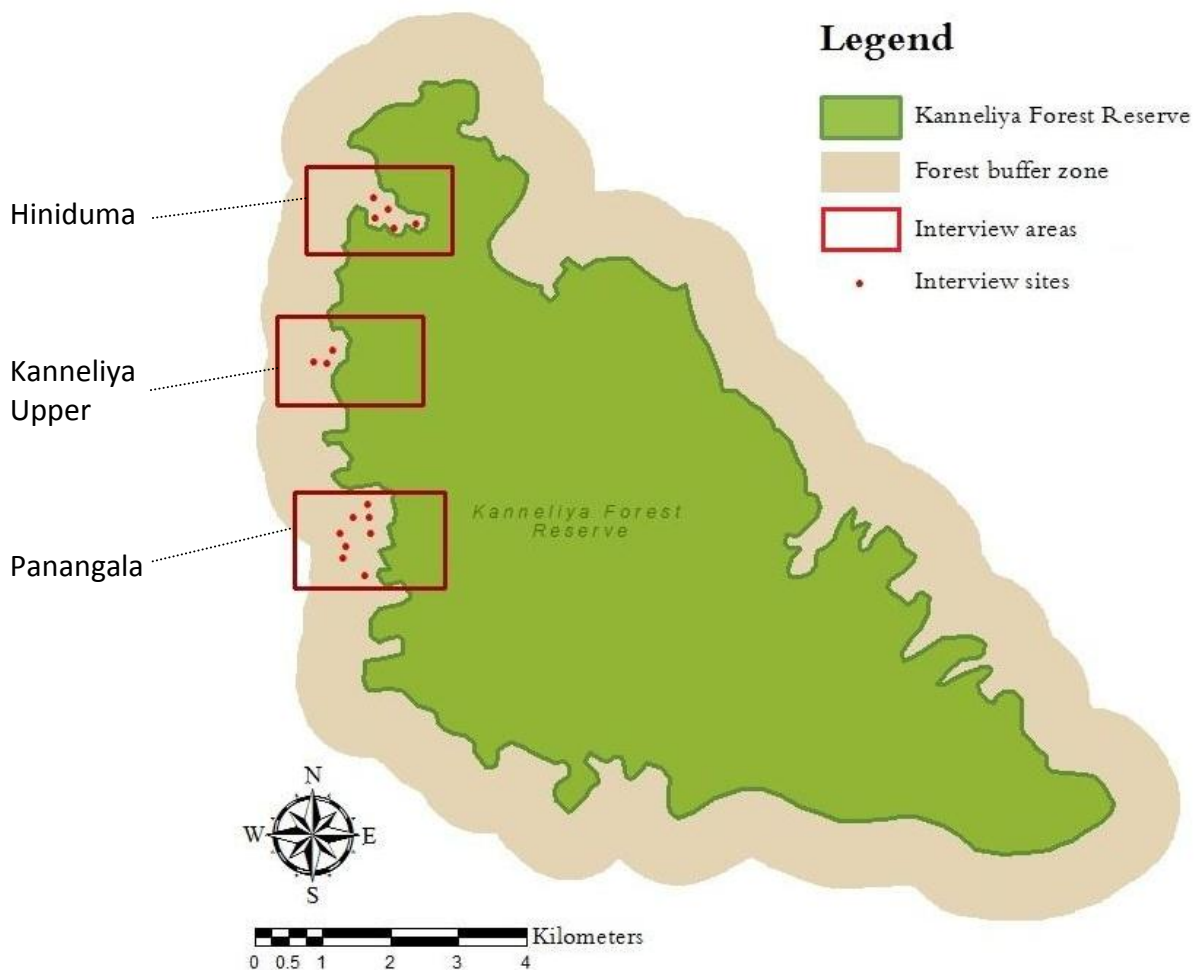 Legend
Kanneliya Forest Reserve
Forest buffer zone
Interview areas
Interview sites
Hiniduma
Kanneliya
Upper
Panangala
Kanneliya Forest
Reserve
N
W E
S
Kilometers
0 0.5 1 2 3 4